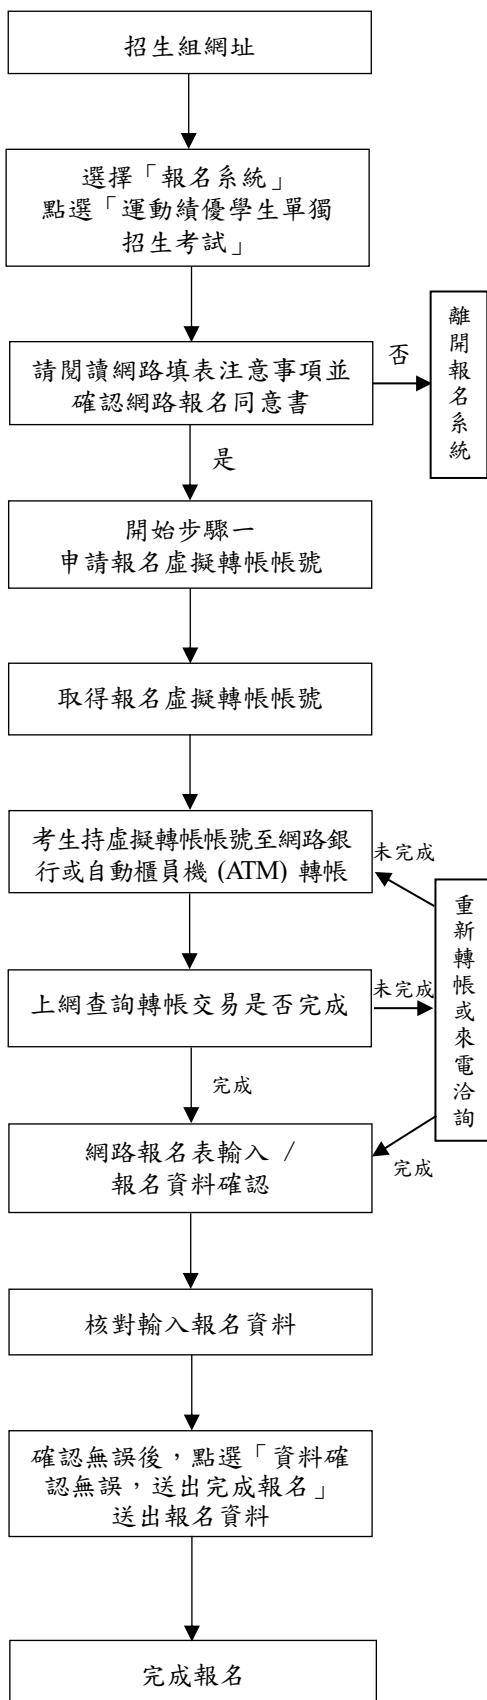 招生組網址
選擇「報名系統」
點選「運動績優學生單獨
招生考試」
請閱讀網路填表注意事項並
確認網路報名同意書
否
離開報名系統
是
開始步驟一
申請報名虛擬轉帳帳號
取得報名虛擬轉帳帳號
考生持虛擬轉帳帳號至網路銀
行或自動櫃員機 (ATM) 轉帳
未完成
重新轉帳或來電洽詢
上網查詢轉帳交易是否完成
未完成
完成
完成
網路報名表輸入 /
報名資料確認
核對輸入報名資料
確認無誤後，點選「資料確
認無誤，送出完成報名」
送出報名資料
完成報名